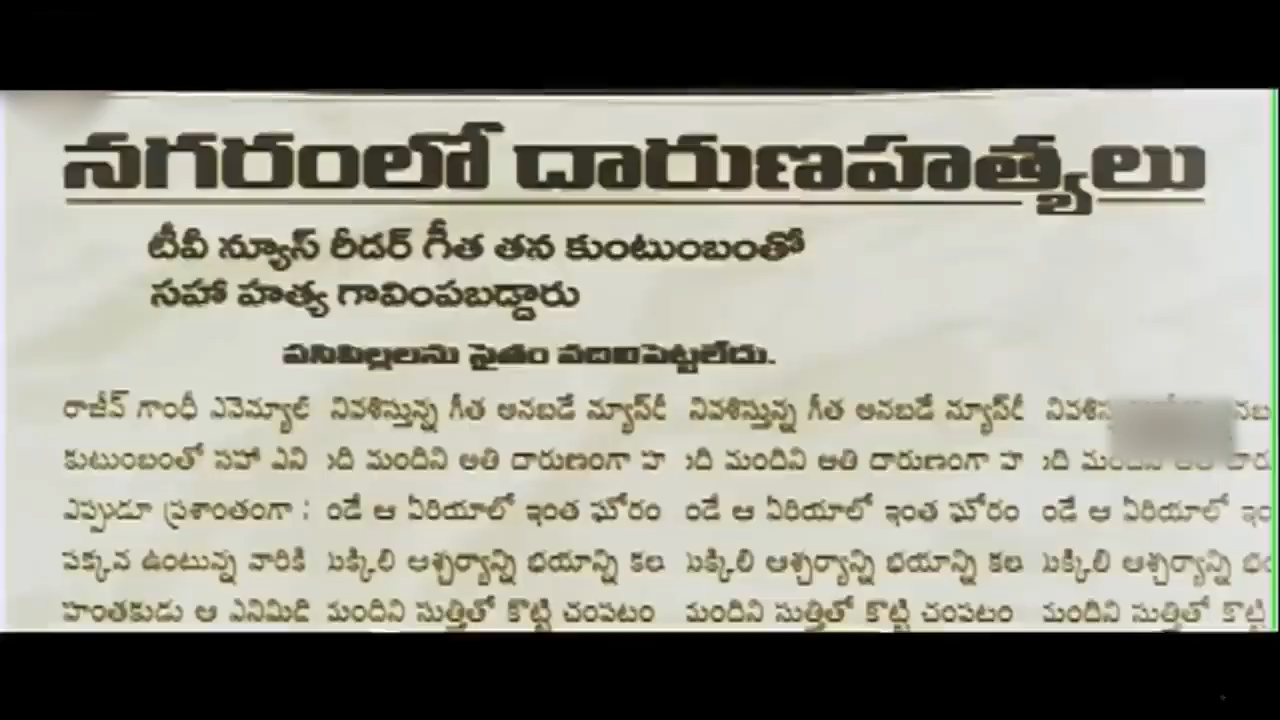 నగరంలో దారుణహత్యలు
టీవీ న్యూస్ రీడర్ గీత తన కుంటుంబంతో
సహా హత్య గావింపబడ్డారు
పసిపిల్లలను సైతం వదిలిపెట్టలేదు.
రాజీవ్ గాంధీ ఎవెన్యూలో నివశిస్తున్న గీత అనబడే న్యూస్‌రీ నివశిస్తున్న గీత అనబడే న్యూస్‌రీ
కుటుంబంతో సహా ఎని మందిని అతి దారుణంగా హ మందిని అతి దారుణంగా హ
ఎప్పుడూ ప్రశాంతంగా ండే ఆ ఏరియాలో ఇంత ఘోరం ండే ఆ ఏరియాలో ఇంత ఘోరం ండే ఆ ఏరియాలో
పక్కన ఉంటున్న వారికి మిక్కిలి ఆశ్చర్యాన్ని భయాన్ని కల మిక్కిలి ఆశ్చర్యాన్ని భయాన్ని కల మిక్కిలి ఆశ్చర్యాన్ని
హంతకుడు ఆ ఎనిమిది మందిని సుత్తితో కొట్టి చంపటం మందిని సుత్తితో కొట్టి చంపటం మందిని సుత్తితో కొట్టి